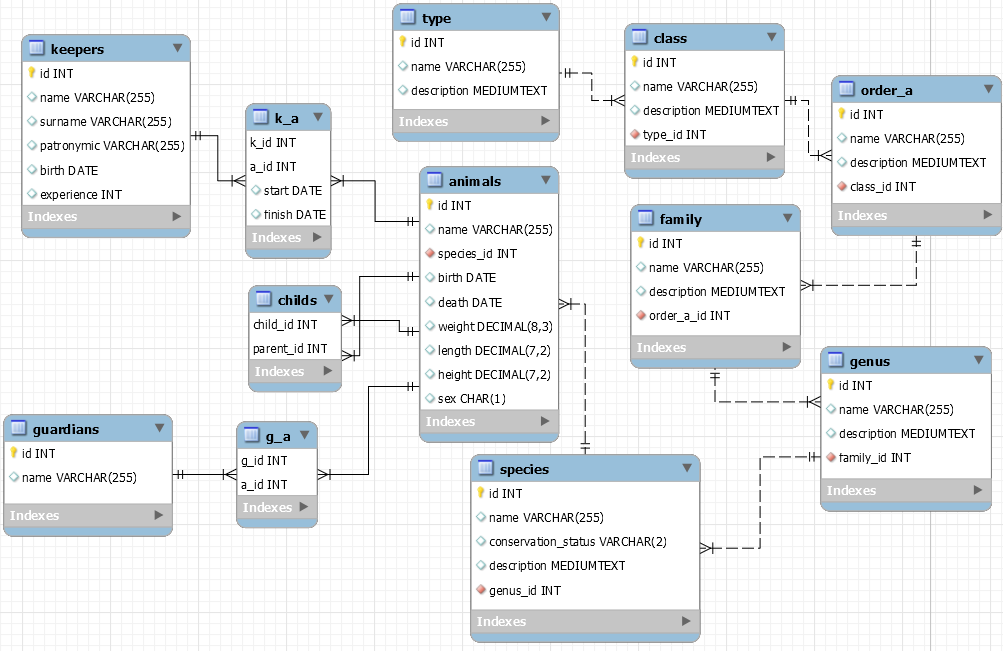 keepers
id INT
name VARCHAR(255)
surname VARCHAR(255)
patronymic VARCHAR(255)
birth DATE
experience INT
Indexes
k_a
k_id INT
a_id INT
start DATE
finish DATE
Indexes
type
id INT
name VARCHAR(255)
description MEDIUMTEXT
Indexes
class
id INT
name VARCHAR(255)
description MEDIUMTEXT
type_id INT
Indexes
order_a
id INT
name VARCHAR(255)
description MEDIUMTEXT
class_id INT
Indexes
animals
id INT
name VARCHAR(255)
species_id INT
birth DATE
death DATE
weight DECIMAL(8,3)
length DECIMAL(7,2)
height DECIMAL(7,2)
sex CHAR(1)
Indexes
family
id INT
name VARCHAR(255)
description MEDIUMTEXT
order_a_id INT
Indexes
childs
child_id INT
parent_id INT
Indexes
genus
id INT
name VARCHAR(255)
description MEDIUMTEXT
family_id INT
Indexes
guardians
id INT
name VARCHAR(255)
Indexes
g_a
g_id INT
a_id INT
Indexes
species
id INT
name VARCHAR(255)
conservation_status VARCHAR(2)
description MEDIUMTEXT
genus_id INT
Indexes